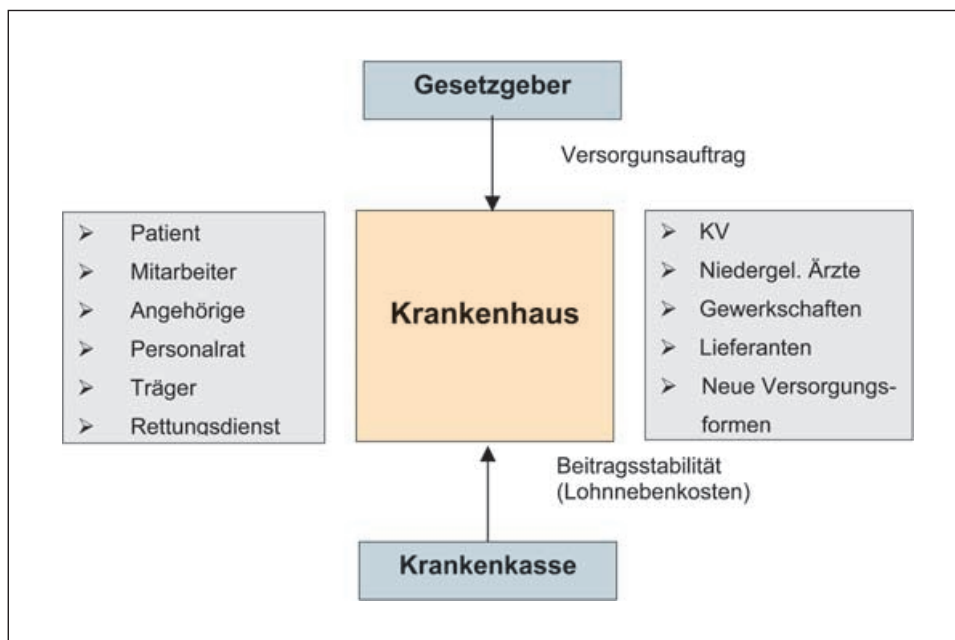 Gesetzgeber
Versorgunsauftrag
➢ Patient
➢ Mitarbeiter
➢ Angehörige
➢ Personalrat
➢ Träger
➢ Rettungsdienst
Krankenhaus
➢ KV
➢ Niedergel. Ärzte
➢ Gewerkschaften
➢ Lieferanten
➢ Neue Versorgungs-
formen
Beitragsstabilität
(Lohnnebenkosten)
Krankenkasse